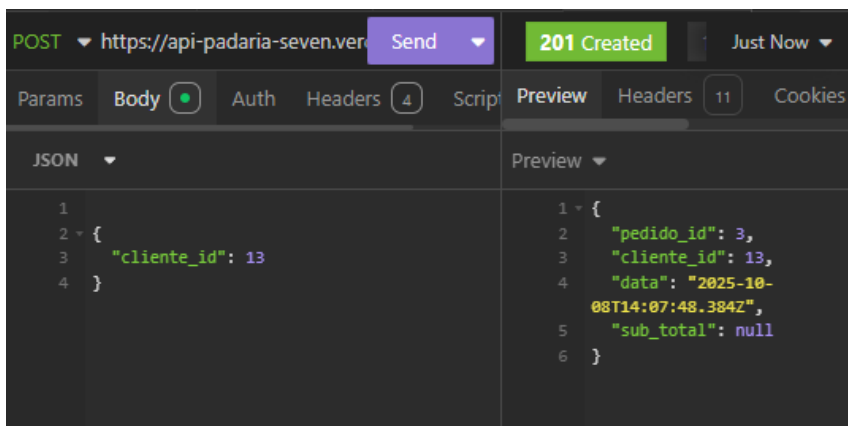 POST https://api-padaria-seven.ver Send
201 Created Just Now
Params Body Auth Headers 4 Script
Preview Headers 11 Cookies
JSON
Preview
1
2 {
3 "cliente_id": 13
4 }
1 {
2 "pedido_id": 3,
3 "cliente_id": 13,
4 "data": "2025-10-
08T14:07:48.384Z",
5 "sub_total": null
6 }